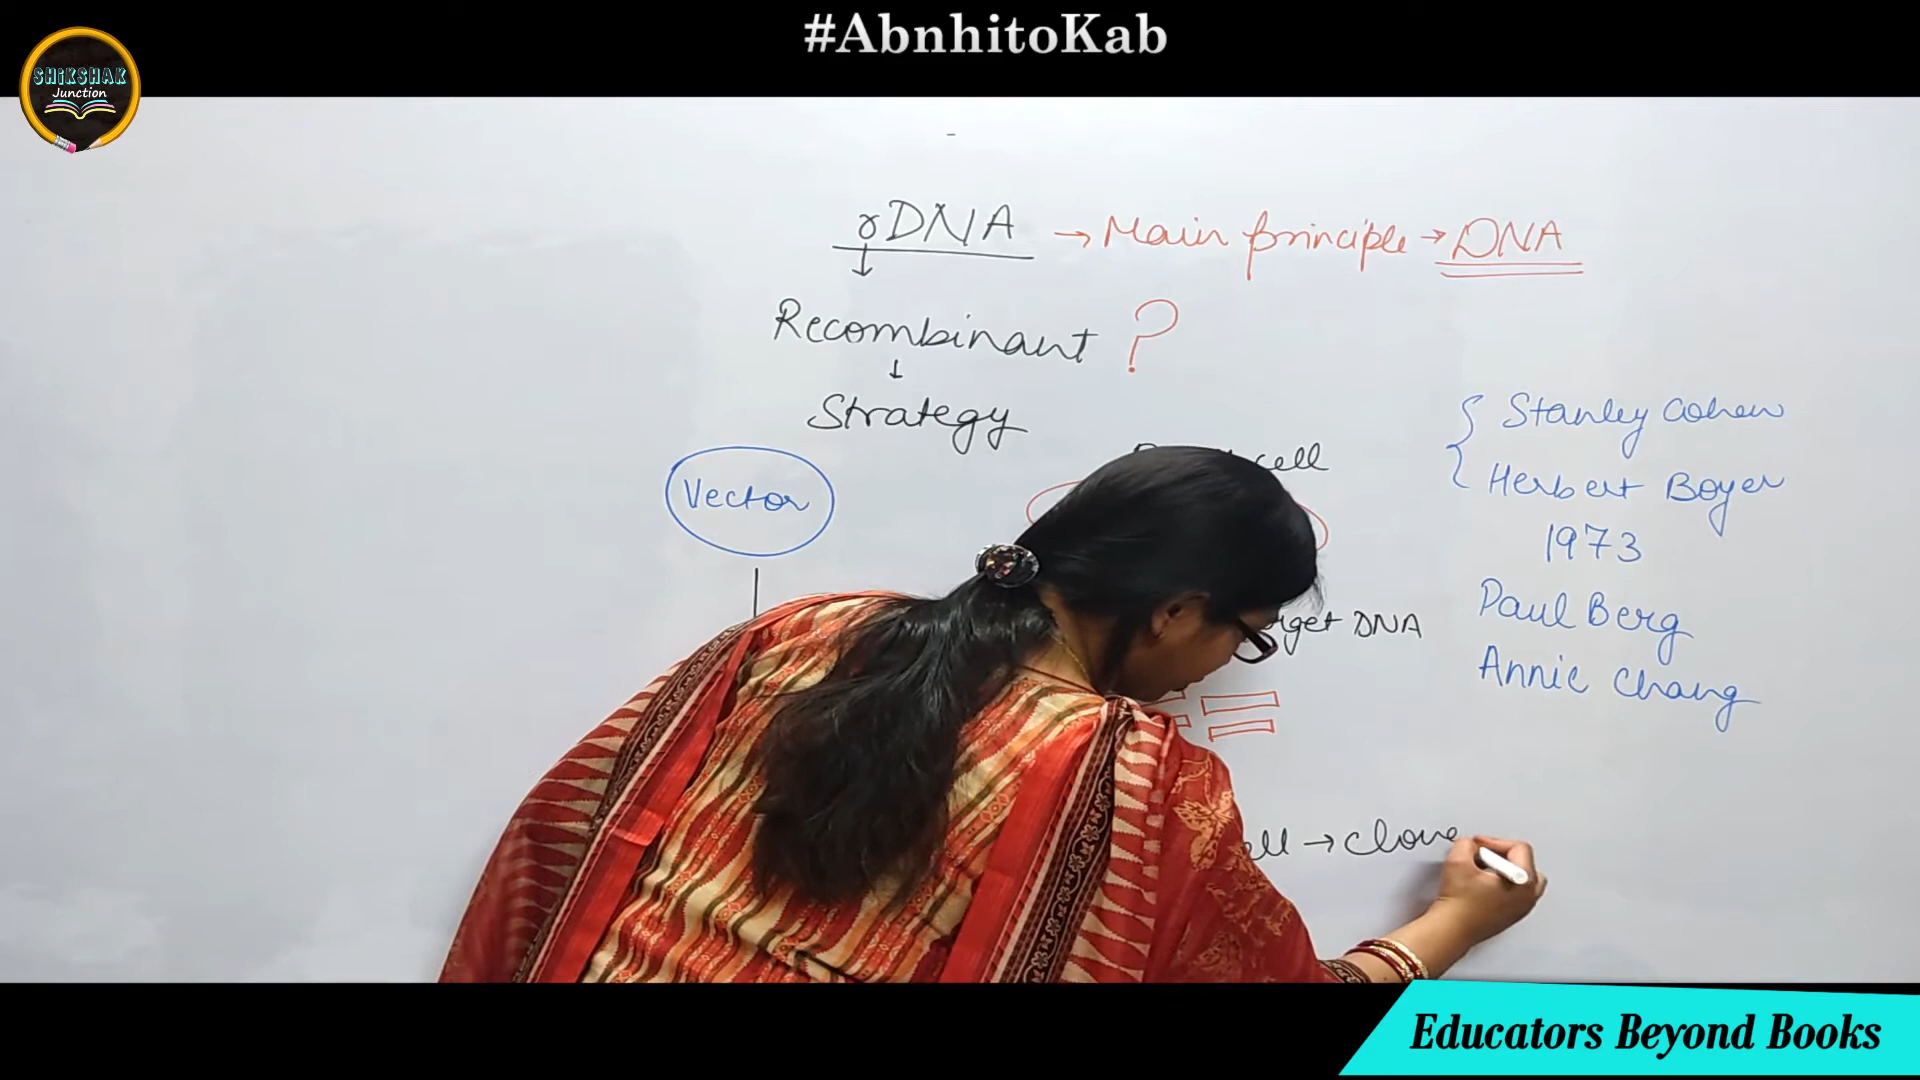 #AbnhitoKab
SHiKSHAK
Junction
rDNA → Main principle → DNA
Recombinant ?
Strategy
Vector
cell
Stanley Cohen
Herbert Boyer
1973
Paul Berg
Annie Chang
DNA
→ Clone
Educators Beyond Books